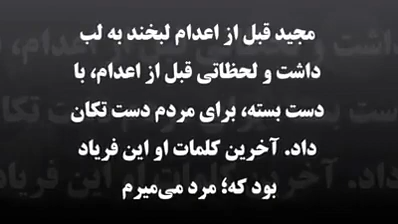 مجید قبل از اعدام لبخند به لب
داشت و لحظاتی قبل از اعدام، با
دست بسته، برای مردم دست تکان
داد. آخرین کلمات او این فریاد
بود که؛ مرد می‌میرم